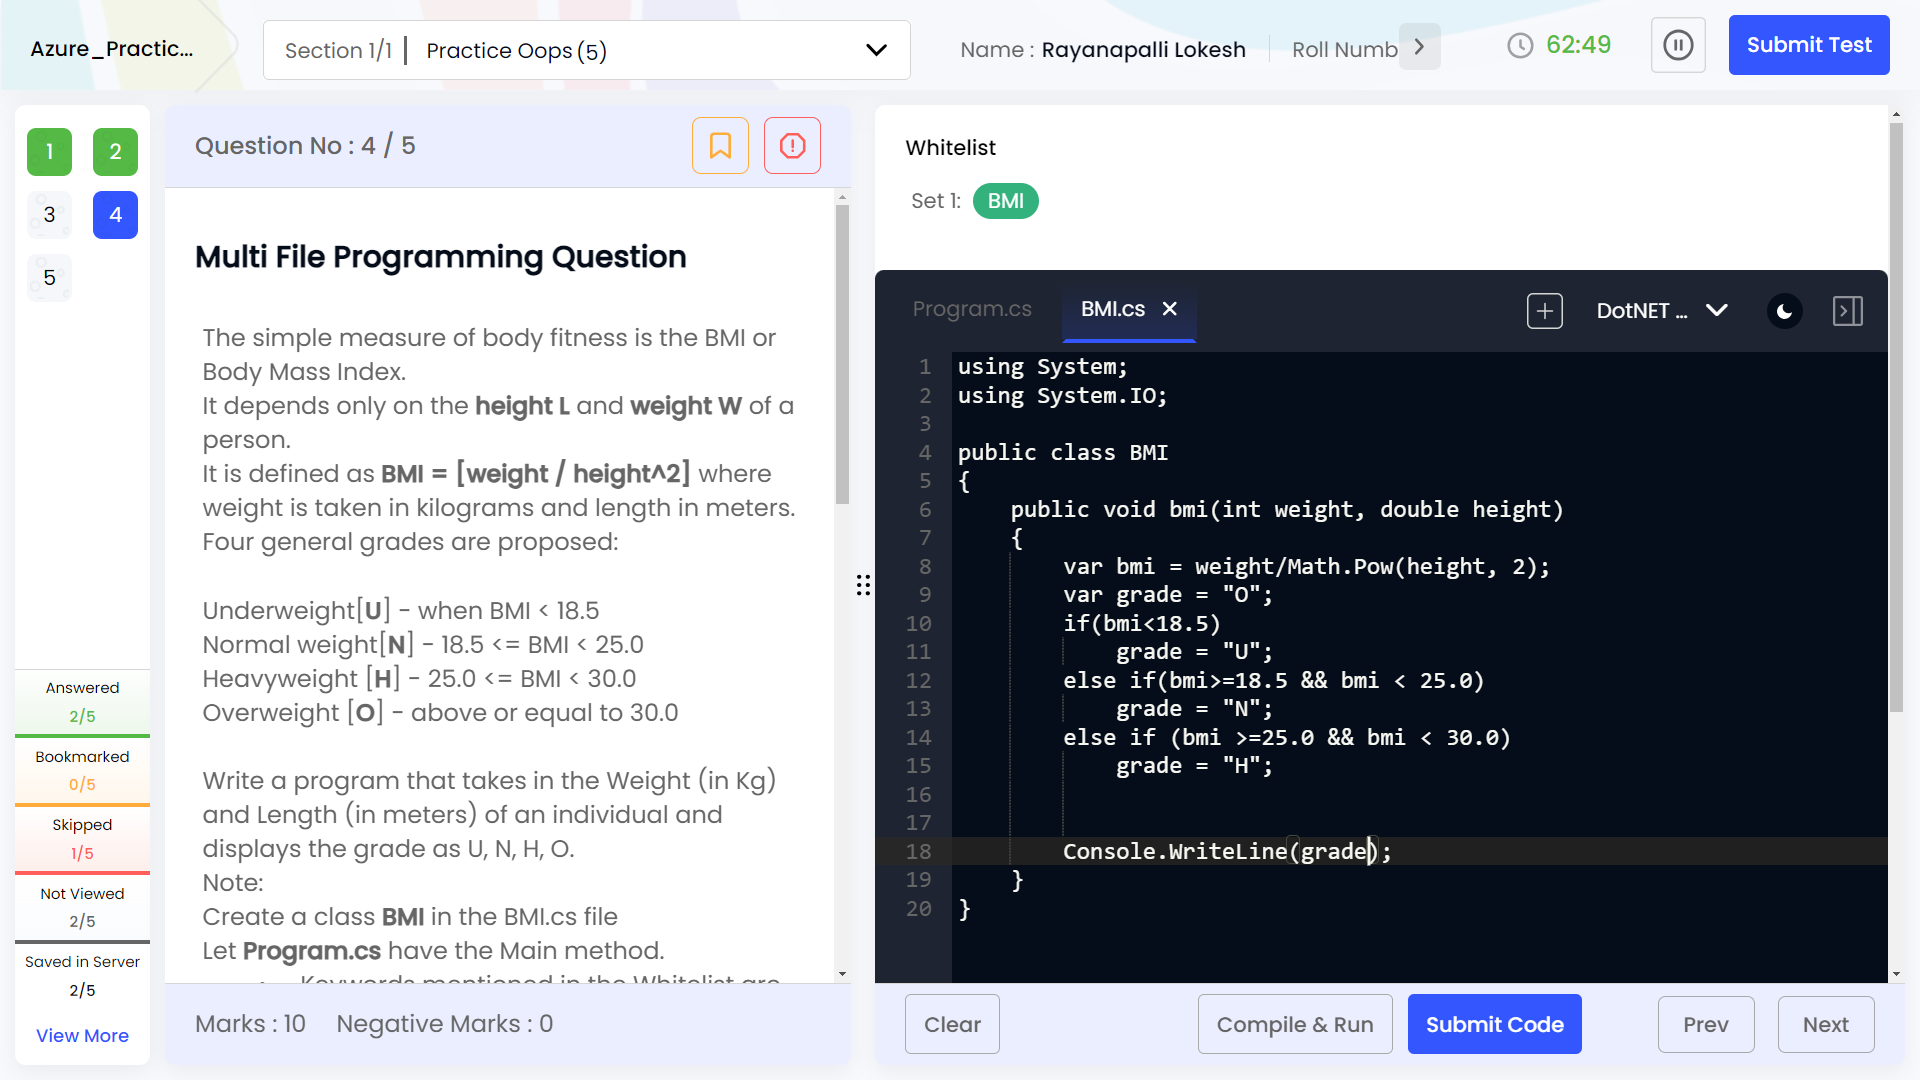 Azure_Practic...
Section 1/1 | Practice Oops (5)
Name : Rayanapalli Lokesh
Roll Numb
62:49
Submit Test
1
2
3
4
5
Answered
2/5
Bookmarked
0/5
Skipped
1/5
Not Viewed
2/5
Saved in Server
2/5
View More
Question No : 4 / 5
Multi File Programming Question
The simple measure of body fitness is the BMI or
Body Mass Index.
It depends only on the height L and weight W of a
person.
It is defined as BMI = [weight / height^2] where
weight is taken in kilograms and length in meters.
Four general grades are proposed:
Underweight[U] - when BMI < 18.5
Normal weight[N] - 18.5 <= BMI < 25.0
Heavyweight [H] - 25.0 <= BMI < 30.0
Overweight [O] - above or equal to 30.0
Write a program that takes in the Weight (in Kg)
and Length (in meters) of an individual and
displays the grade as U, N, H, O.
Note:
Create a class BMI in the BMI.cs file
Let Program.cs have the Main method.
Keywords mentioned in the Whitelist are
Marks : 10 Negative Marks : 0
Whitelist
Set 1: BMI
Program.cs
BMI.cs
DotNET ...
1 using System;
2 using System.IO;
3
4 public class BMI
5 {
6 public void bmi(int weight, double height)
7 {
8 var bmi = weight/Math.Pow(height, 2);
9 var grade = "O";
10 if(bmi<18.5)
11 grade = "U";
12 else if(bmi>=18.5 && bmi < 25.0)
13 grade = "N";
14 else if (bmi >=25.0 && bmi < 30.0)
15 grade = "H";
16
17
18 Console.WriteLine(grade);
19 }
20 }
Clear
Compile & Run
Submit Code
Prev
Next